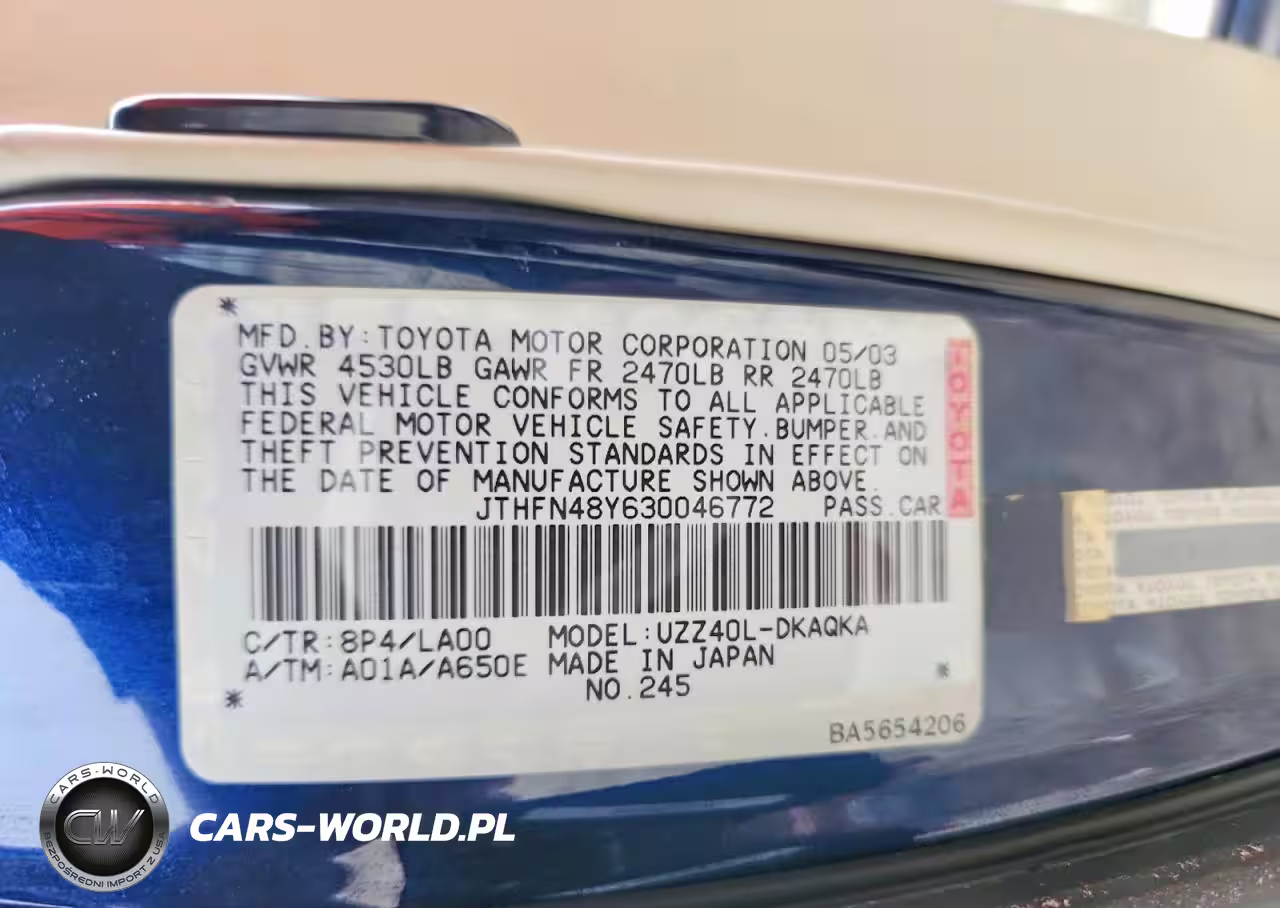 *
MFD.BY:TOYOTA MOTOR CORPORATION 05/03
GVWR 4530LB GAWR FR 2470LB RR 2470LB
THIS VEHICLE CONFORMS TO ALL APPLICABLE
FEDERAL MOTOR VEHICLE SAFETY.BUMPER.AND
THEFT PREVENTION STANDARDS IN EFFECT ON
THE DATE OF MANUFACTURE SHOWN ABOVE.
JTHFN48Y630046772 PASS.CAR
TOYOTA
C/TR:8P4/LA00 MODEL:UZZ40L-DKAQKA
A/TM:A01A/A650E MADE IN JAPAN
* NO.245 *
BA5654206
CARS-WORLD
CW
BEZPOŚREDNI IMPORT Z USA
CARS-WORLD.PL